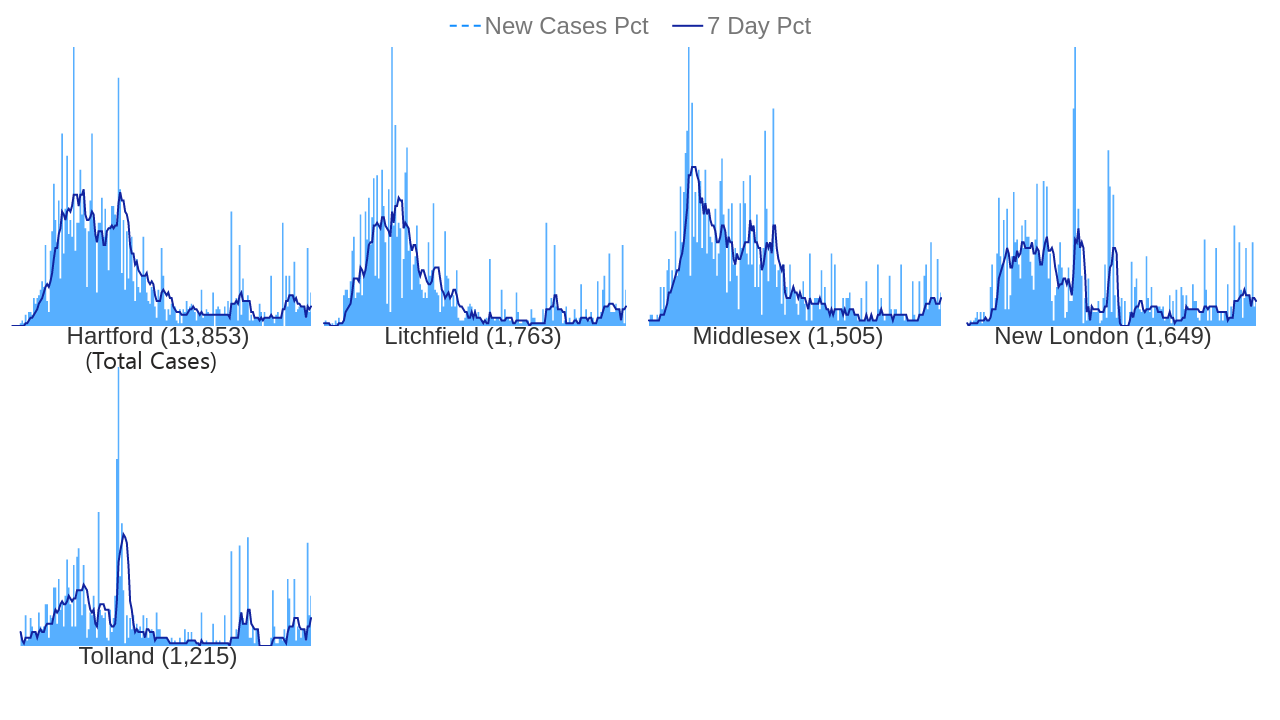 New Cases Pct 7 Day Pct
Hartford (13,853) Litchfield (1,763) Middlesex (1,505) New London (1,649)
(Total Cases)
Tolland (1,215)